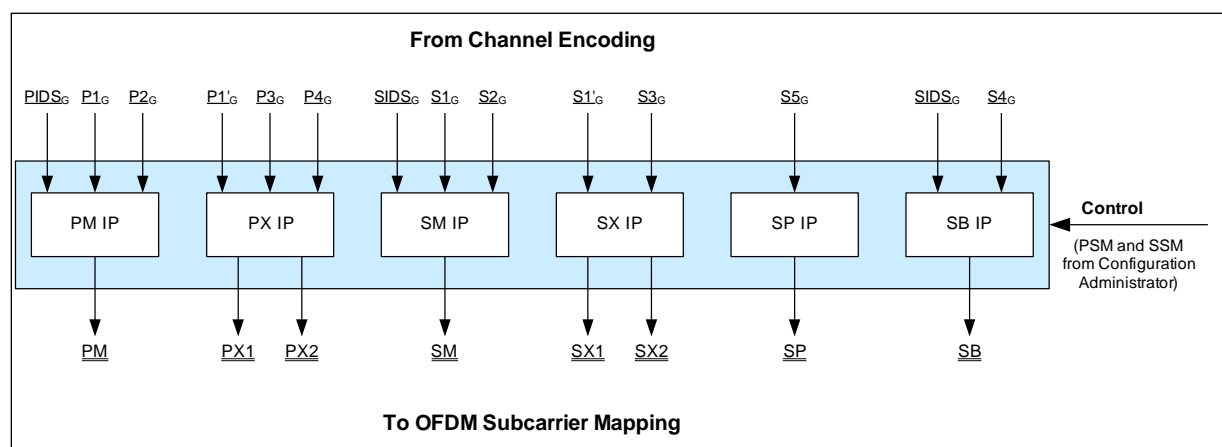 From Channel Encoding
PIDSG P1G P2G P1'G P3G P4G SIDSG S1G S2G S1'G S3G S5G SIDSG S4G
PM IP PX IP SM IP SX IP SP IP SB IP
Control
(PSM and SSM
from Configuration
Administrator)
PM PX1 PX2 SM SX1 SX2 SP SB
To OFDM Subcarrier Mapping